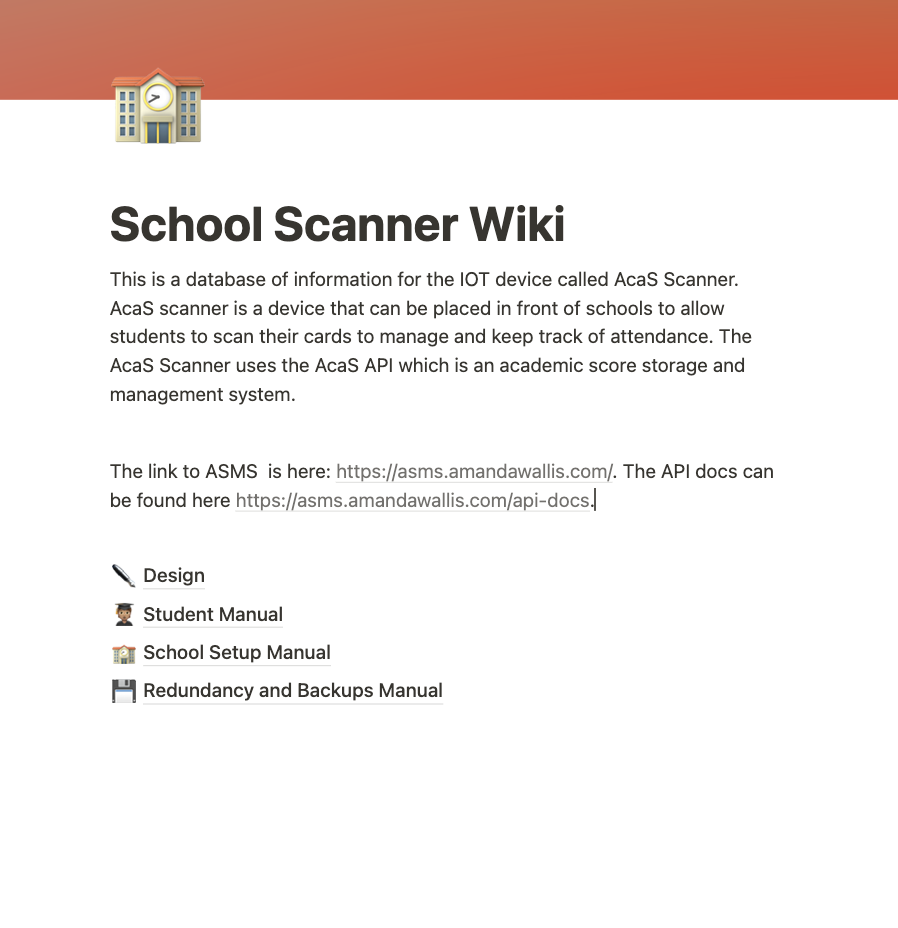 School Scanner Wiki
This is a database of information for the IOT device called AcaS Scanner.
AcaS scanner is a device that can be placed in front of schools to allow
students to scan their cards to manage and keep track of attendance. The
AcaS Scanner uses the AcaS API which is an academic score storage and
management system.
The link to ASMS  is here: https://asms.amandawallis.com/. The API docs can
be found here https://asms.amandawallis.com/api-docs.
Design
Student Manual
School Setup Manual
Redundancy and Backups Manual